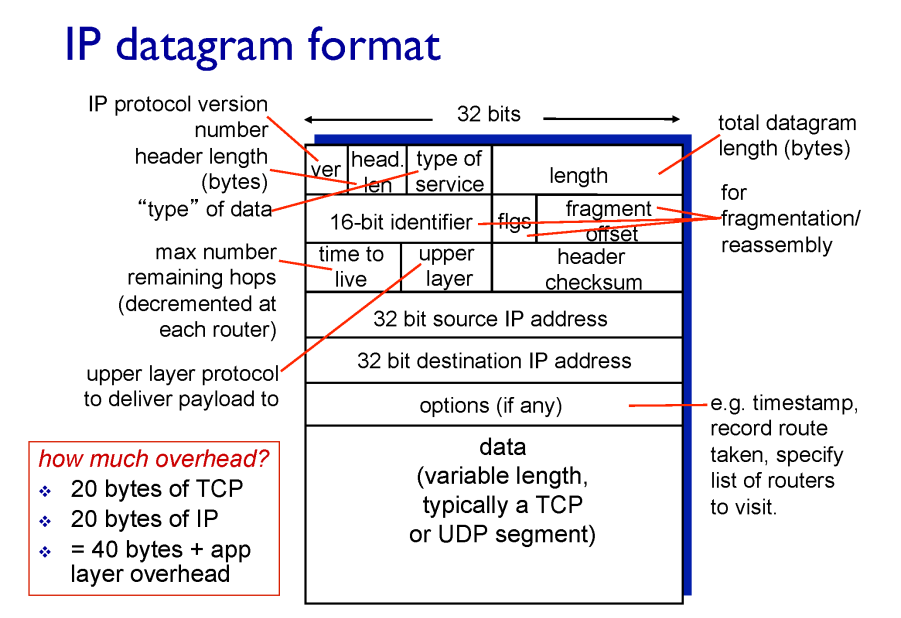 IP datagram format
IP protocol version
number
header length
(bytes)
“type” of data
max number
remaining hops
(decremented at
each router)
upper layer protocol
to deliver payload to
32 bits
ver
head.
len
type of
service
length
16-bit identifier
flgs
fragment
offset
time to
live
upper
layer
header
checksum
32 bit source IP address
32 bit destination IP address
options (if any)
data
(variable length,
typically a TCP
or UDP segment)
total datagram
length (bytes)
for
fragmentation/
reassembly
e.g. timestamp,
record route
taken, specify
list of routers
to visit.
how much overhead?
❖ 20 bytes of TCP
❖ 20 bytes of IP
❖ = 40 bytes + app
layer overhead